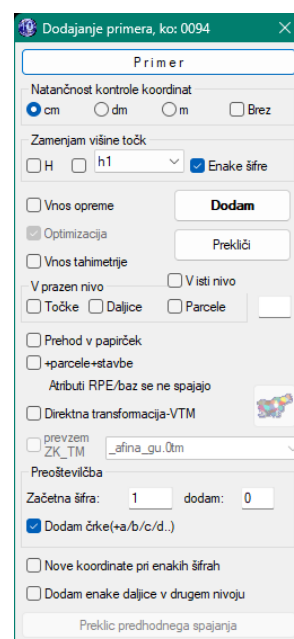 Dodajanje primera, ko: 0094
P r i m e r
Natančnost kontrole koordinat
cm dm m Brez
Zamenjam višine točk
H h1 Enake šifre
Vnos opreme Dodam
Optimizacija
Prekliči
Vnos tahimetrije
V prazen nivo V isti nivo
Točke Daljice Parcele
Prehod v papirček
+parcele+stavbe
Atributi RPE/baz se ne spajajo
Direktna transformacija-VTM
prevzem
ZK_TM _afina_gu.0tm
Preoštevilčba
Začetna šifra: 1 dodam: 0
Dodam črke(+a/b/c/d..)
Nove koordinate pri enakih šifrah
Dodam enake daljice v drugem nivoju
Preklic predhodnega spajanja